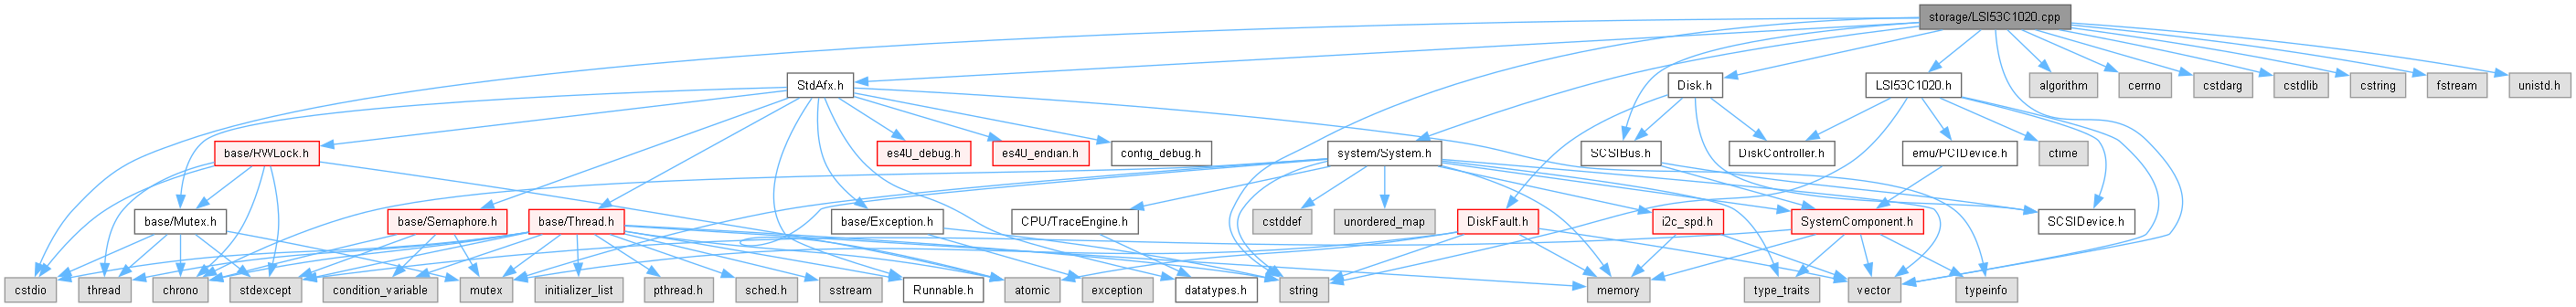 storage/LSI53C1020.cpp
StdAfx.h
Disk.h
LSI53C1020.h
algorithm
cerrno
cstdarg
cstdlib
cstring
fstream
unistd.h
base/RWLock.h
es40_debug.h
es40_endian.h
config_debug.h
system/System.h
SCSIBus.h
DiskController.h
emu/PCIDevice.h
ctime
base/Mutex.h
base/Semaphore.h
base/Thread.h
base/Exception.h
CPU/TraceEngine.h
cstddef
unordered_map
DiskFault.h
i2c_spd.h
SystemComponent.h
SCSIDevice.h
cstdio
thread
chrono
stdexcept
condition_variable
mutex
initializer_list
pthread.h
sched.h
sstream
Runnable.h
atomic
exception
datatypes.h
string
memory
type_traits
vector
typeinfo